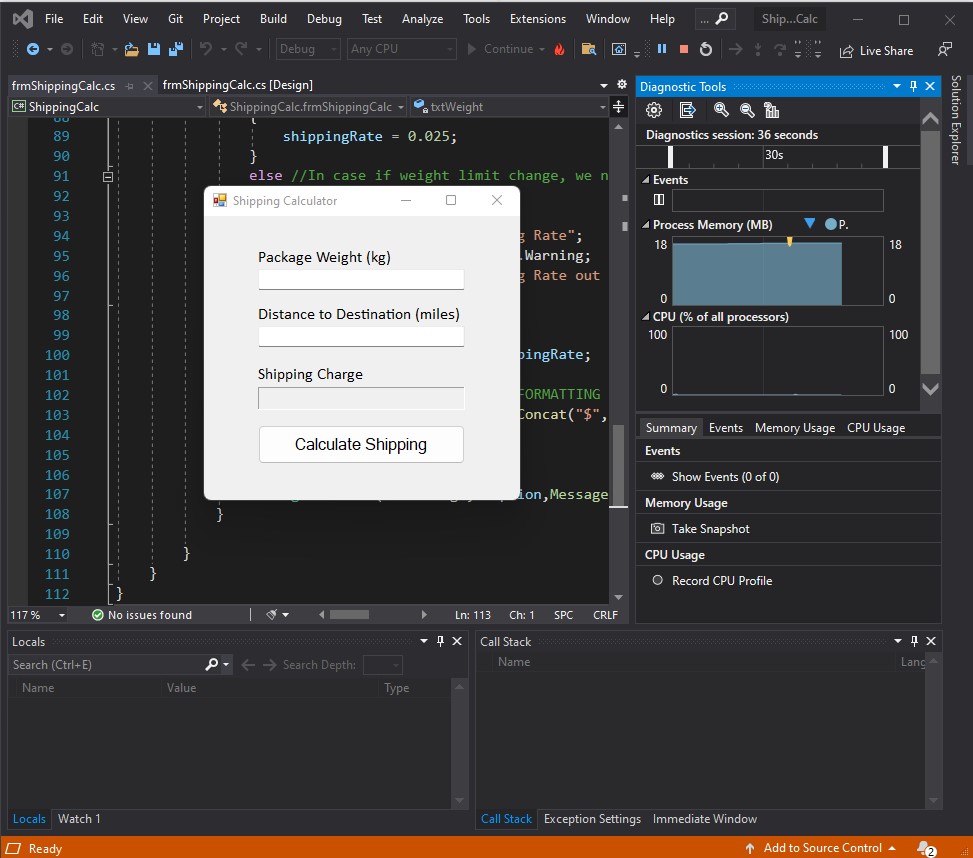 File Edit View Git Project Build Debug Test Analyze Tools Extensions Window Help ... Ship...Calc
Debug Any CPU Continue Live Share
frmShippingCalc.cs frmShippingCalc.cs [Design]
C# ShippingCalc ShippingCalc.frmShippingCalc txtWeight
88 {
89 shippingRate = 0.025;
90 }
91 else //In case if weight limit change, we n
92
93
94 g Rate";
95 .Warning;
96 g Rate out
97
98
99
100 pingRate;
101
102 FORMATTING
103 Concat("$",
104
105
106
107 ion,Message
108 }
109
110 }
111 }
112 }
Shipping Calculator
Package Weight (kg)
Distance to Destination (miles)
Shipping Charge
Calculate Shipping
117 % No issues found Ln: 113 Ch: 1 SPC CRLF
Diagnostic Tools
Diagnostics session: 36 seconds
30s
Events
Process Memory (MB) P.
18 18
0 0
CPU (% of all processors)
100 100
0 0
Summary Events Memory Usage CPU Usage
Events
Show Events (0 of 0)
Memory Usage
Take Snapshot
CPU Usage
Record CPU Profile
Solution Explorer
Locals
Search (Ctrl+E) Search Depth:
Name Value Type
Locals Watch 1
Call Stack
Name Lang
Call Stack Exception Settings Immediate Window
Ready Add to Source Control 2